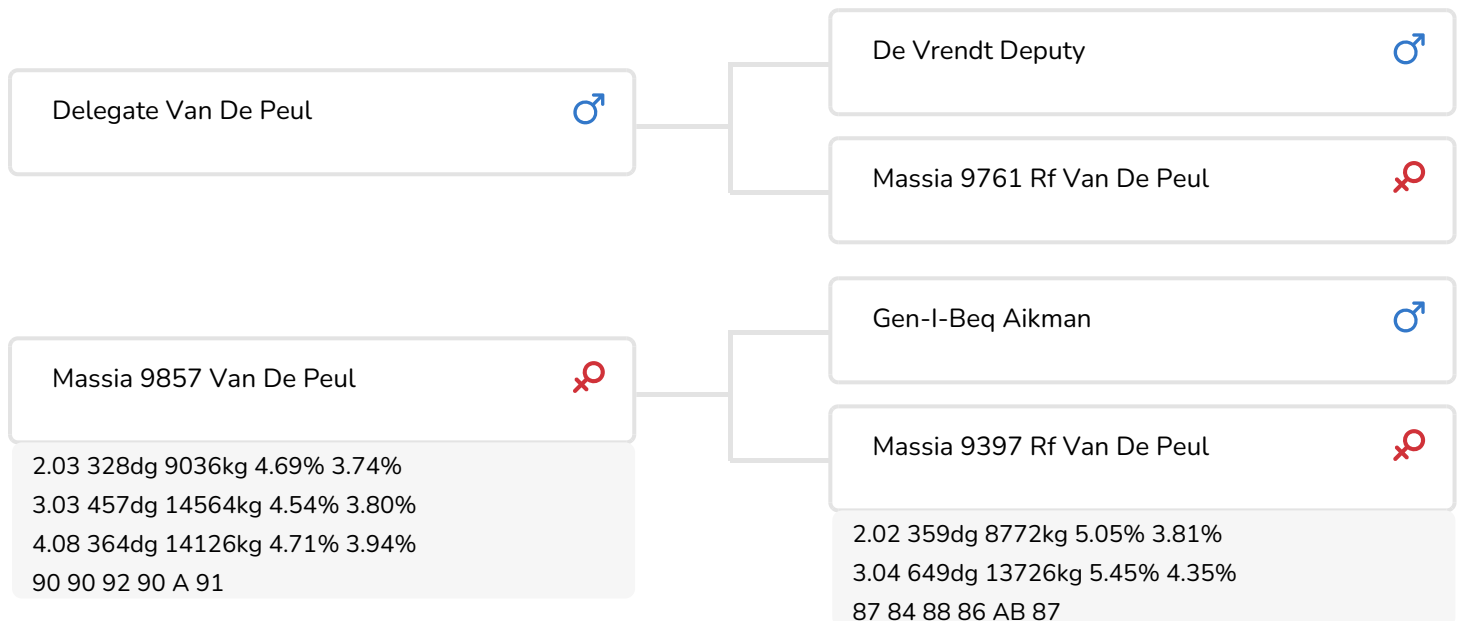 Delegate Van De Peul
De Vrendt Deputy
Massia 9761 Rf Van De Peul
Massia 9857 Van De Peul
2.03 328dg 9036kg 4.69% 3.74%
3.03 457dg 14564kg 4.54% 3.80%
4.08 364dg 14126kg 4.71% 3.94%
90 90 92 90 A 91
Gen-I-Beq Aikman
Massia 9397 Rf Van De Peul
2.02 359dg 8772kg 5.05% 3.81%
3.04 649dg 13726kg 5.45% 4.35%
87 84 88 86 AB 87